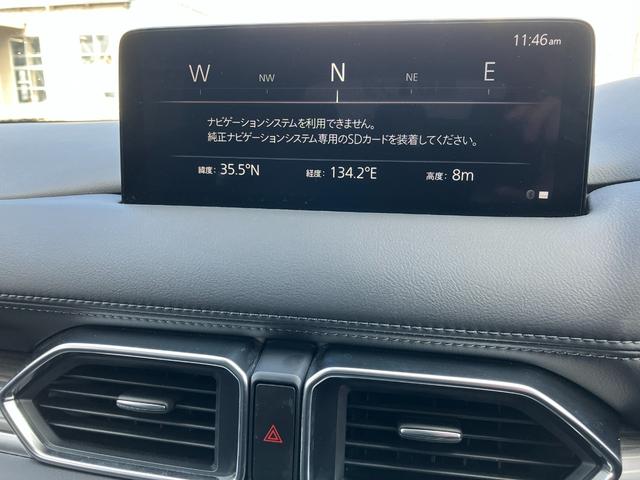 11:46am
W NW N NE E
ナビゲーションシステムを利用できません。
純正ナビゲーションシステム専用のSDカードを装着してください。
緯度: 35.5°N 経度: 134.2°E 高度: 8m